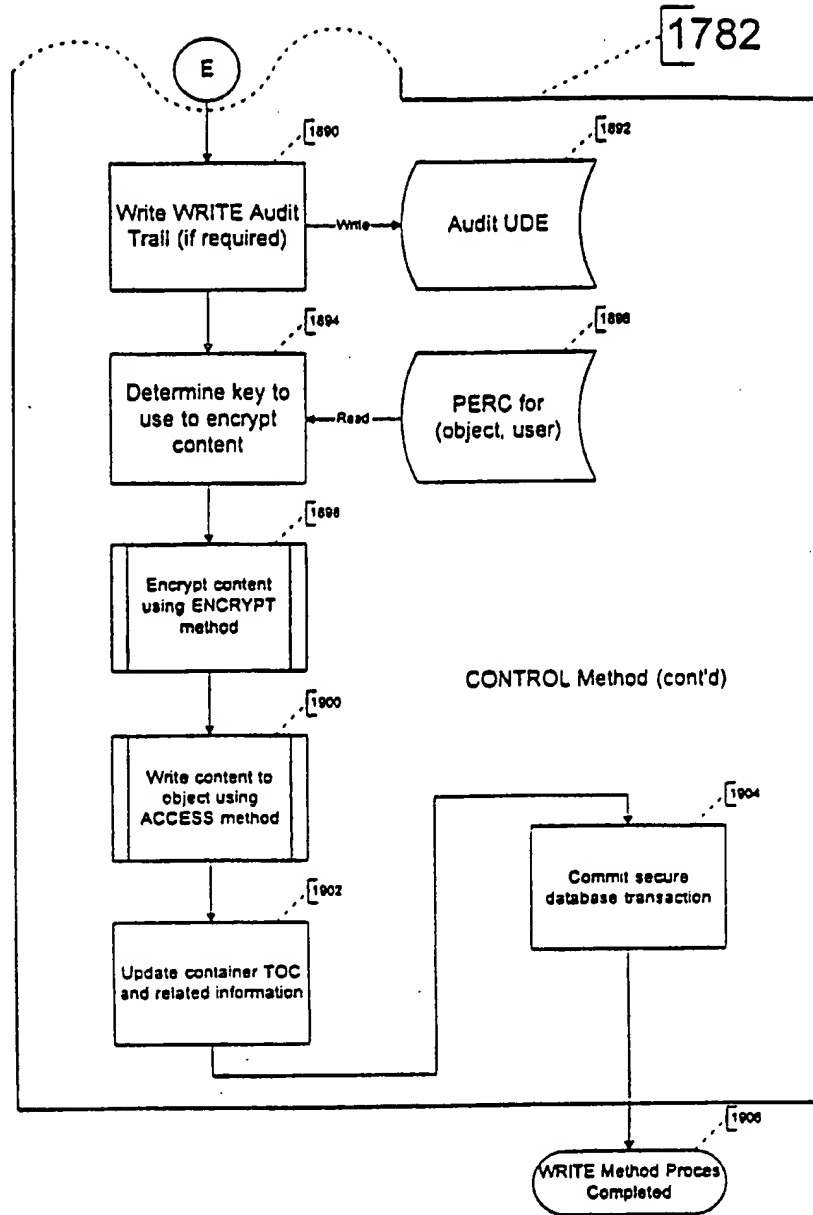 1782
E
1890
Write WRITE Audit
Trail (if required)
Write
1892
Audit UDE
1894
Determine key to
use to encrypt
content
Read
1896
PERC for
(object, user)
1898
Encrypt content
using ENCRYPT
method
CONTROL Method (cont'd)
1900
Write content to
object using
ACCESS method
1904
Commit secure
database transaction
1902
Update container TOC
and related information
1906
WRITE Method Proces
Completed